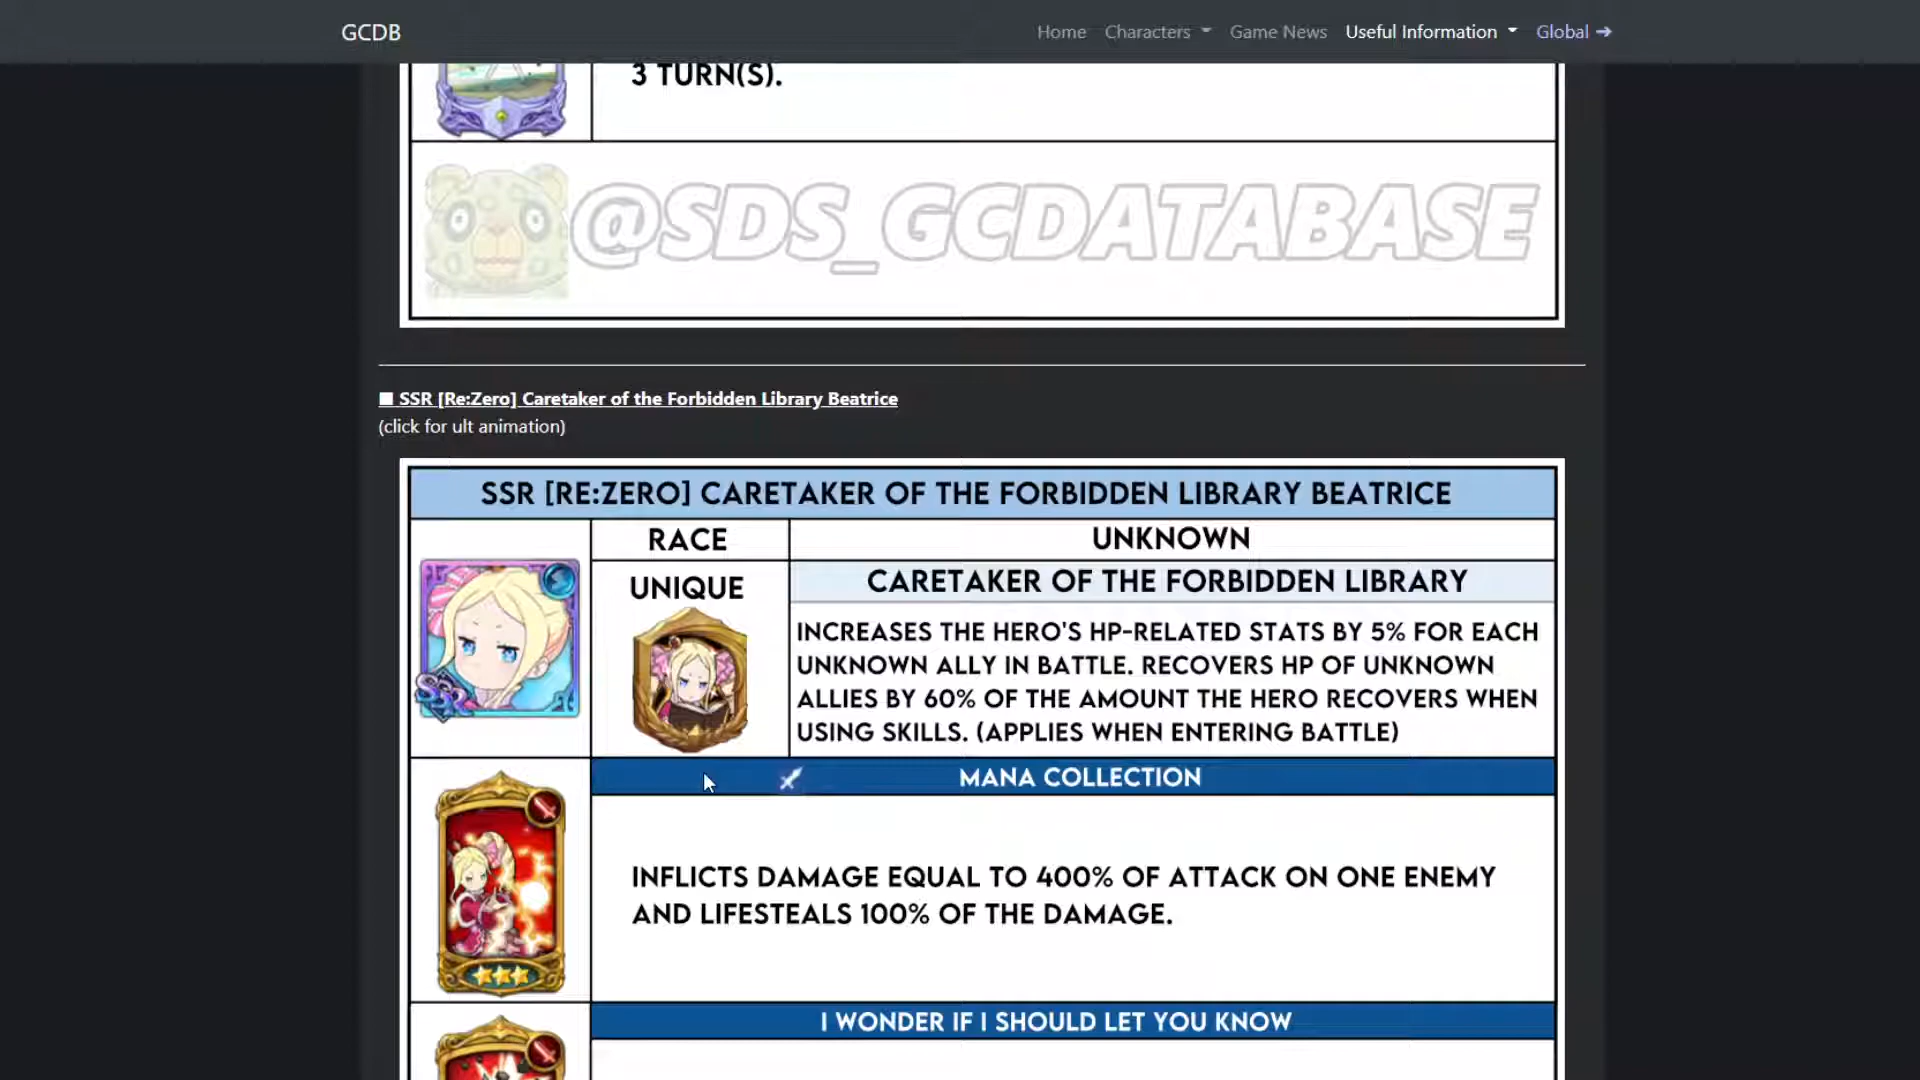 GCDB
Home Characters Game News Useful Information Global
3 TURN(S).
@SDS_GCDATABASE
SSR [Re:Zero] Caretaker of the Forbidden Library Beatrice
(click for ult animation)
SSR [RE:ZERO] CARETAKER OF THE FORBIDDEN LIBRARY BEATRICE
RACE
UNKNOWN
UNIQUE
CARETAKER OF THE FORBIDDEN LIBRARY
INCREASES THE HERO'S HP-RELATED STATS BY 5% FOR EACH
UNKNOWN ALLY IN BATTLE. RECOVERS HP OF UNKNOWN
ALLIES BY 60% OF THE AMOUNT THE HERO RECOVERS WHEN
USING SKILLS. (APPLIES WHEN ENTERING BATTLE)
SSR
MANA COLLECTION
INFLICTS DAMAGE EQUAL TO 400% OF ATTACK ON ONE ENEMY
AND LIFESTEALS 100% OF THE DAMAGE.
I WONDER IF I SHOULD LET YOU KNOW